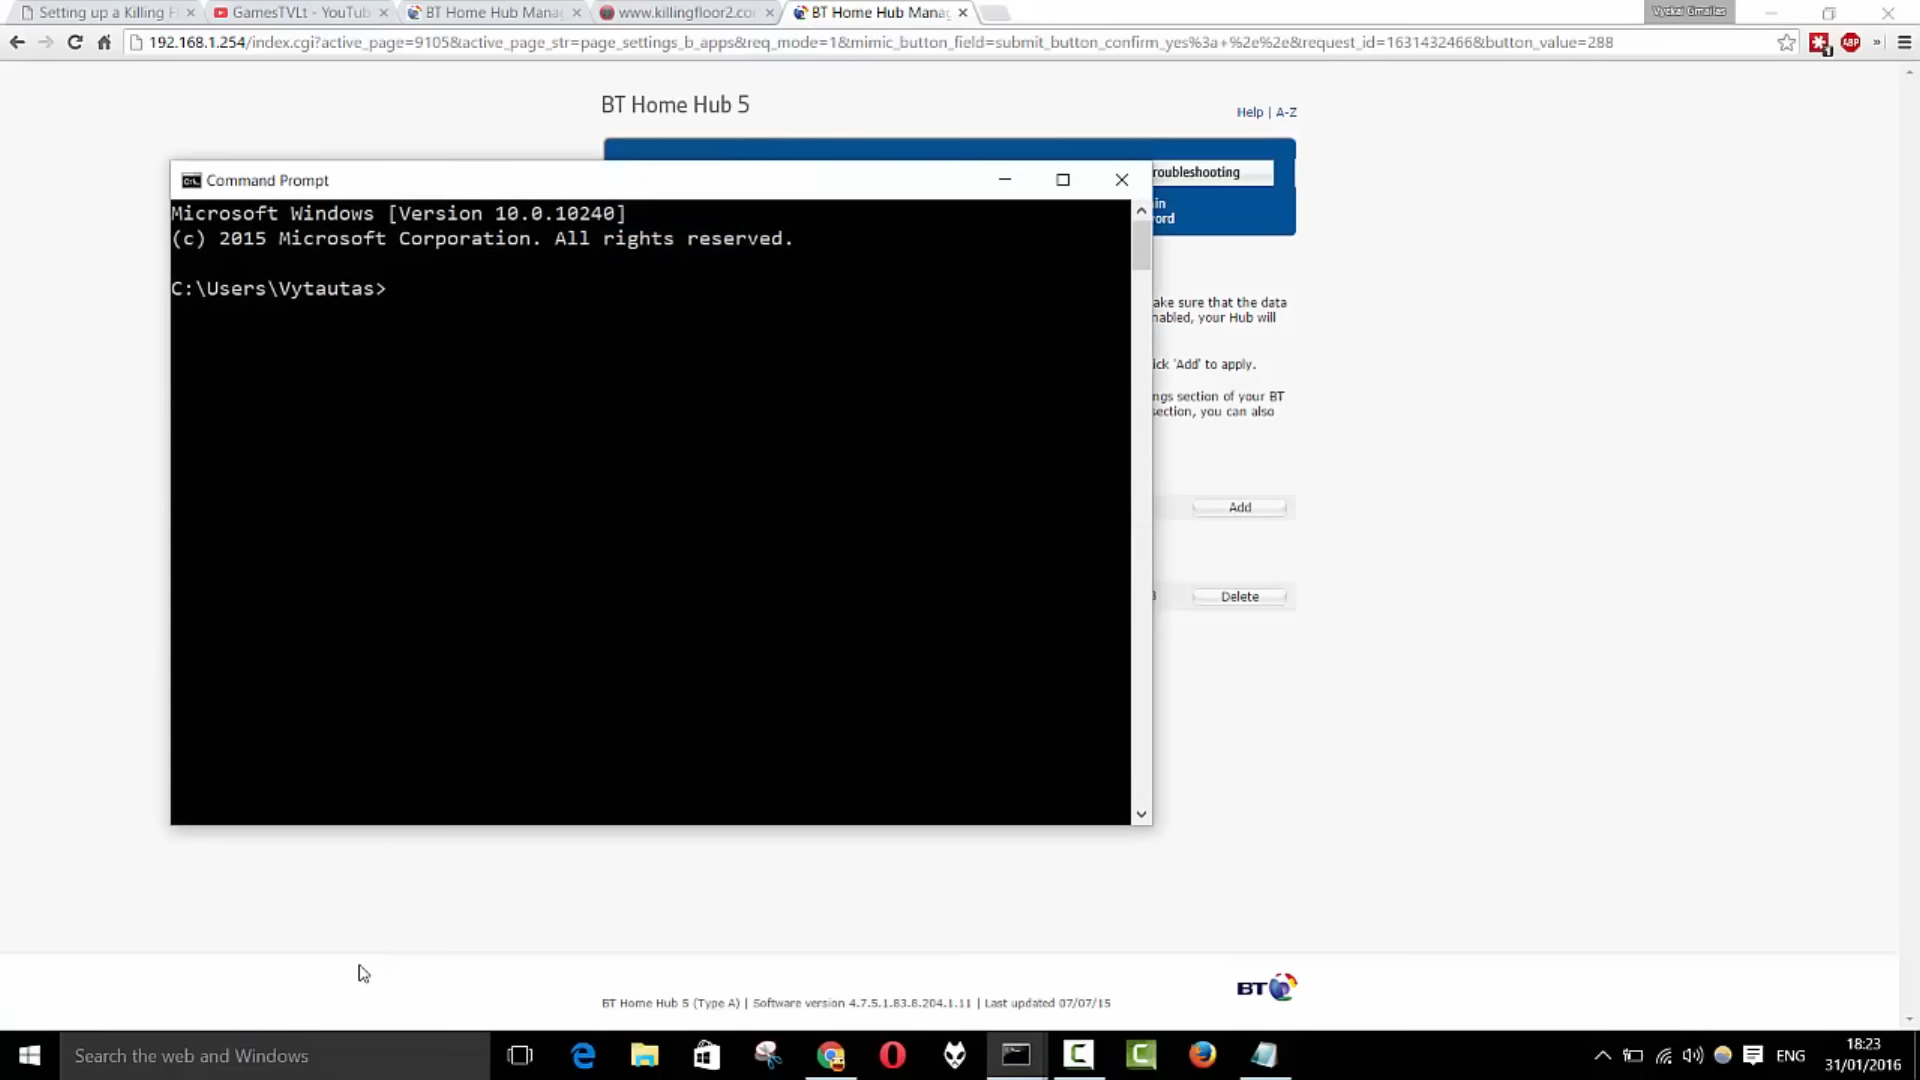 Setting up a Killing F
GamesTVLt - YouTub
BT Home Hub Mana
www.killingfloor2.co
BT Home Hub Mana
192.168.1.254/index.cgi?active_page=9105&active_page_str=page_settings_b_apps&req_mode=1&mimic_button_field=submit_button_confirm_yes%3a+%2e%2e&request_id=1631432466&button_value=288
ABP
BT Home Hub 5
Help | A-Z
Command Prompt
roubleshooting
in
ord
Microsoft Windows [Version 10.0.10240]
(c) 2015 Microsoft Corporation. All rights reserved.
C:\Users\Vytautas>
ake sure that the data
nabled, your Hub will
ick 'Add' to apply.
ngs section of your BT
section, you can also
Add
Delete
BT
BT Home Hub 5 (Type A) | Software version 4.7.5.1.83.8.204.1.11 | Last updated 07/07/15
Search the web and Windows
ENG
18:23
31/01/2016